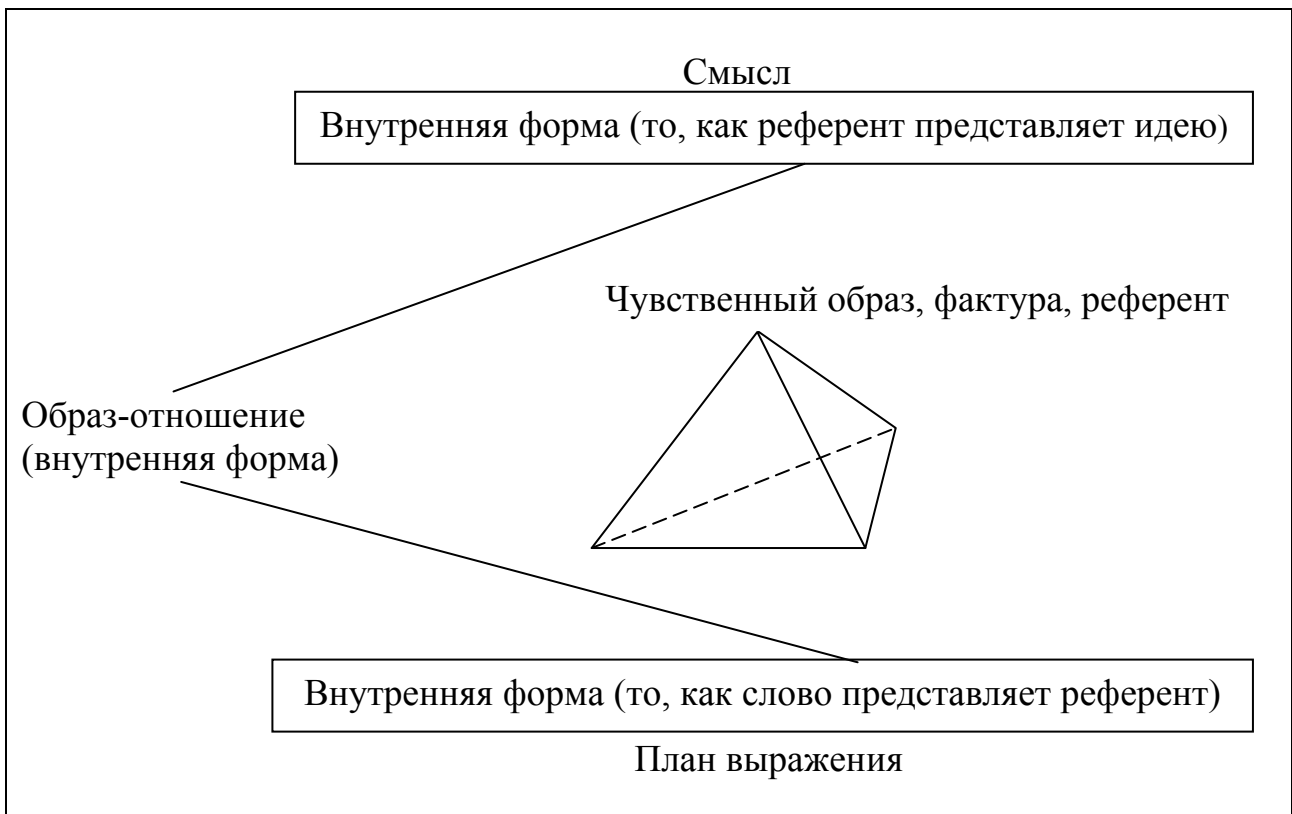 Смысл
Внутренняя форма (то, как референт представляет идею)
Чувственный образ, фактура, референт
Образ-отношение
(внутренняя форма)
Внутренняя форма (то, как слово представляет референт)
План выражения